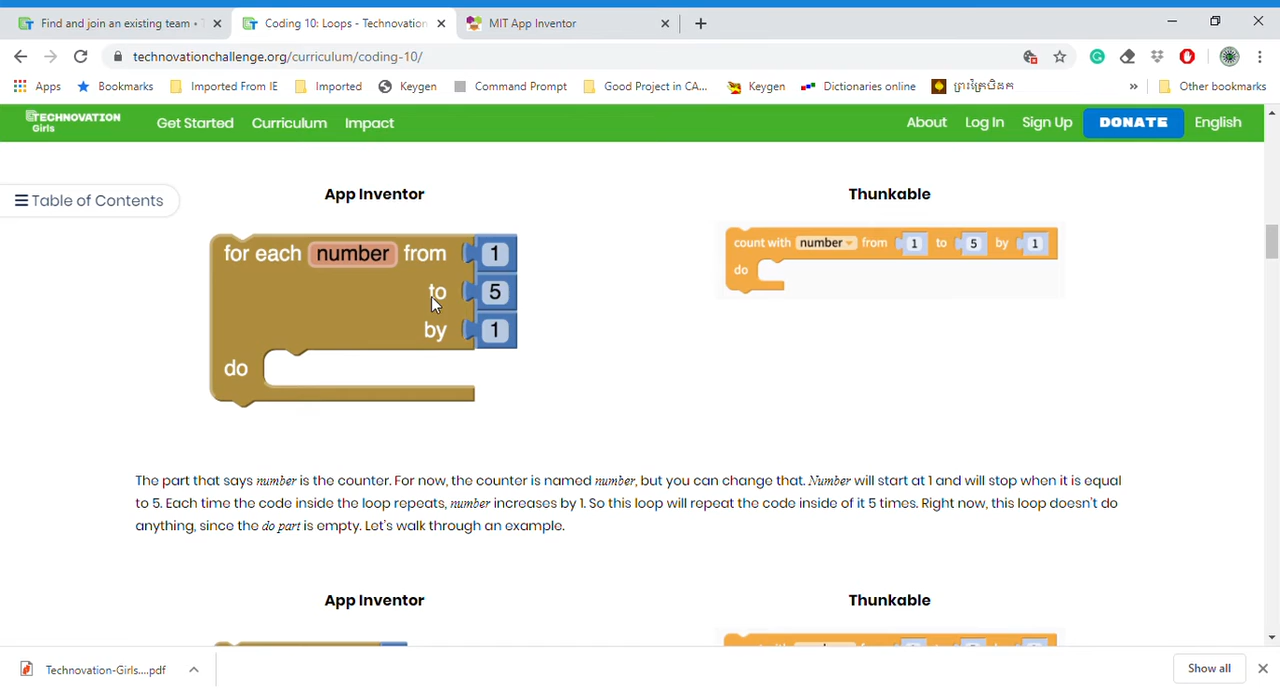 Find and join an existing team •
Coding 10: Loops - Technovation
MIT App Inventor
technovationchallenge.org/curriculum/coding-10/
Apps
Bookmarks
Imported From IE
Imported
Keygen
Command Prompt
Good Project in CA...
Keygen
Dictionaries online
ព្រះត្រៃបិដក
»
Other bookmarks
TECHNOVATION
Girls
Get Started
Curriculum
Impact
About
Log In
Sign Up
DONATE
English
Table of Contents
App Inventor
Thunkable
for each number from 1
to 5
by 1
do
count with number from 1 to 5 by 1
do
The part that says number is the counter. For now, the counter is named number, but you can change that. Number will start at 1 and will stop when it is equal
to 5. Each time the code inside the loop repeats, number increases by 1. So this loop will repeat the code inside of it 5 times. Right now, this loop doesn't do
anything, since the do part is empty. Let's walk through an example.
App Inventor
Thunkable
Technovation-Girls....pdf
Show all